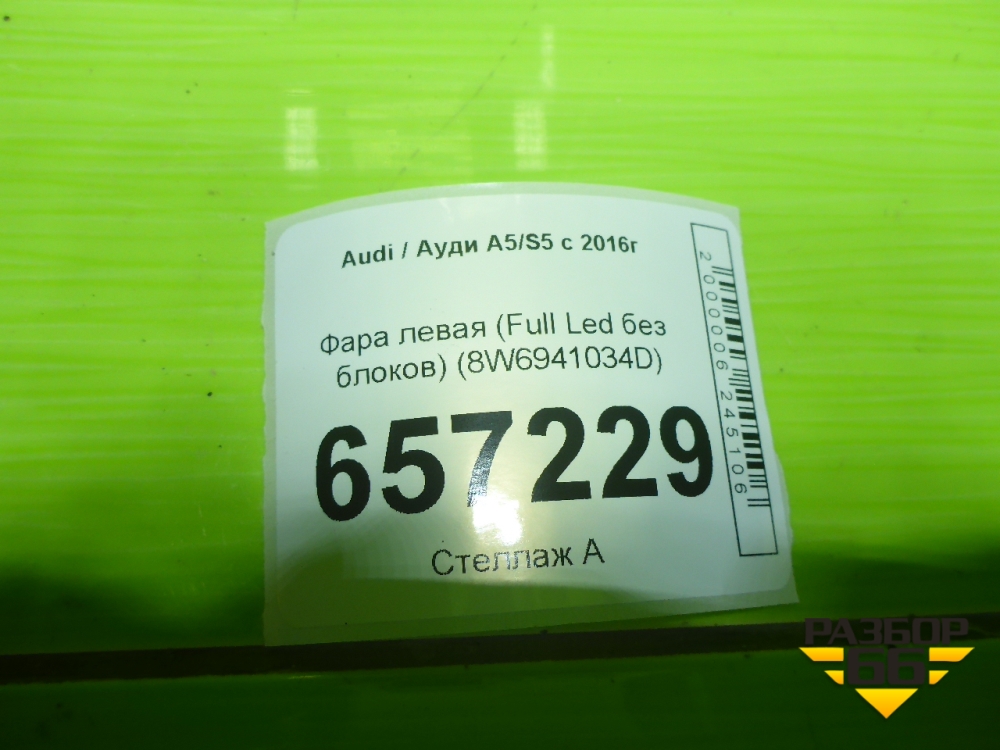 Audi / Ауди A5/S5 с 2016г
Фара левая (Full Led без
блоков) (8W6941034D)
657229
Стеллаж А
2000006245106
РАЗБОР
66